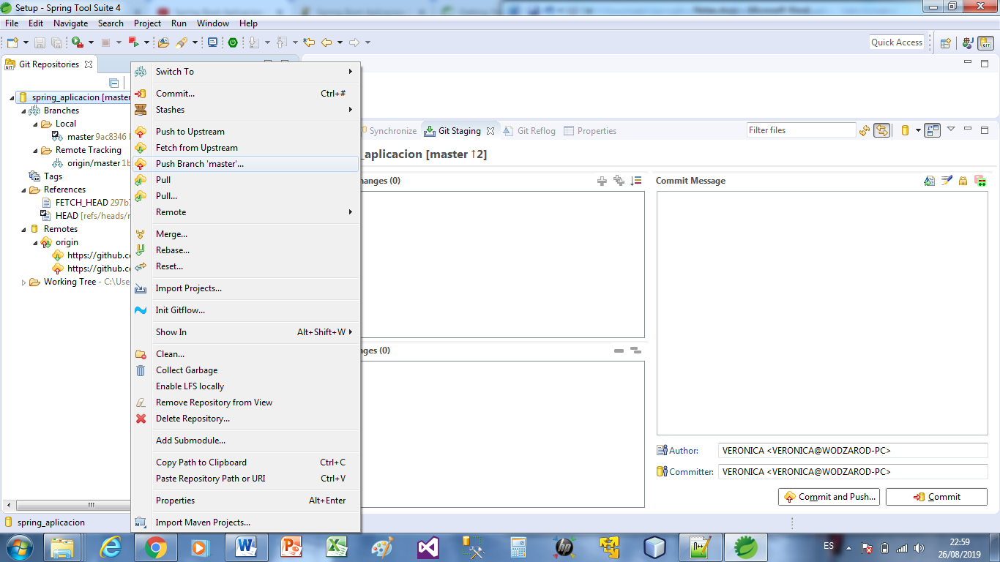 Setup - Spring Tool Suite 4
File Edit Navigate Search Project Run Window Help
Quick Access
Git Repositories
spring_aplicacion [master
Branches
Local
master 9ac8346
Remote Tracking
origin/master
Tags
References
FETCH_HEAD
HEAD [refs/heads/
Remotes
origin
https://github.c
https://github.c
Working Tree - C:\Use
Switch To
Commit... Ctrl+#
Stashes
Push to Upstream
Fetch from Upstream
Push Branch 'master'...
Pull
Pull...
Remote
Merge...
Rebase...
Reset...
Import Projects...
Init Gitflow...
Show In Alt+Shift+W
Clean...
Collect Garbage
Enable LFS locally
Remove Repository from View
Delete Repository...
Add Submodule...
Copy Path to Clipboard Ctrl+C
Paste Repository Path or URI Ctrl+V
Properties Alt+Enter
Import Maven Projects...
Synchronize Git Staging Git Reflog Properties
Filter files
_aplicacion [master ↑2]
hanges (0)
ges (0)
Commit Message
Author: VERONICA <VERONICA@WODZAROD-PC>
Committer: VERONICA <VERONICA@WODZAROD-PC>
Commit and Push... Commit
spring_aplicacion
ES
22:59
26/08/2019